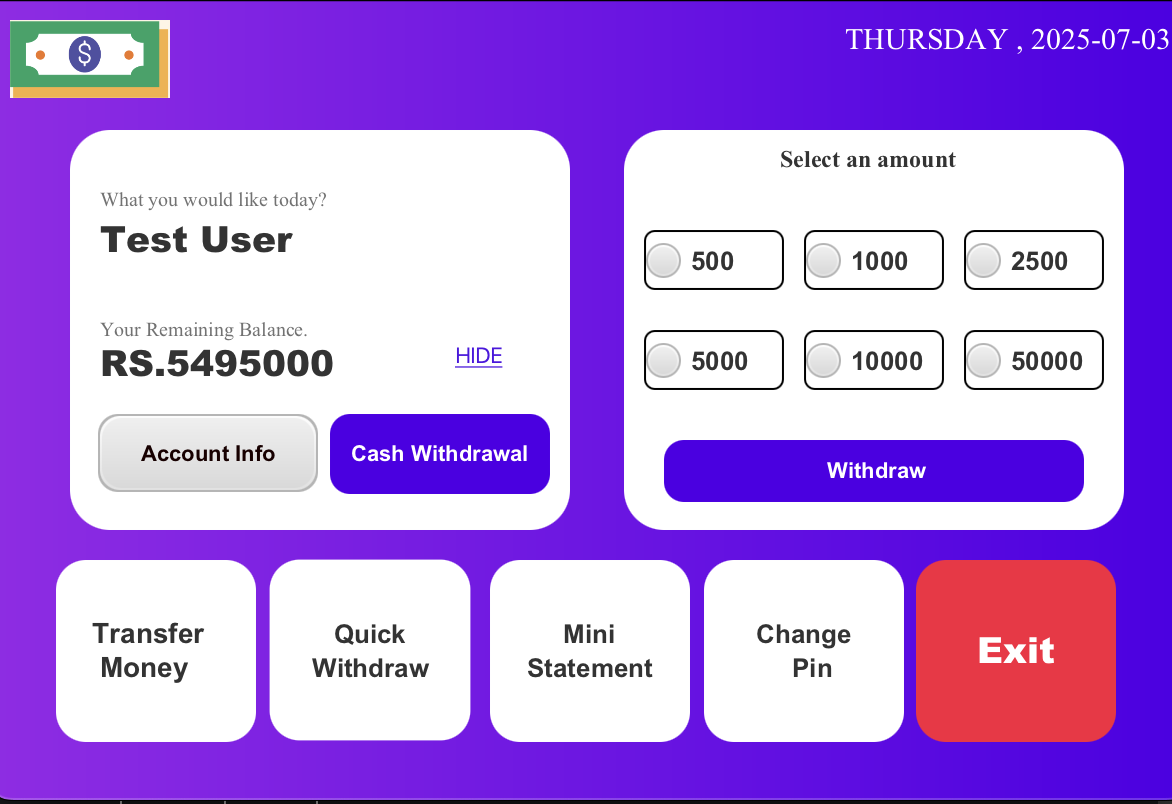 $
THURSDAY , 2025-07-03
What you would like today?
Test User
Your Remaining Balance.
RS.5495000
HIDE
Account Info
Cash Withdrawal
Select an amount
500
1000
2500
5000
10000
50000
Withdraw
Transfer
Money
Quick
Withdraw
Mini
Statement
Change
Pin
Exit